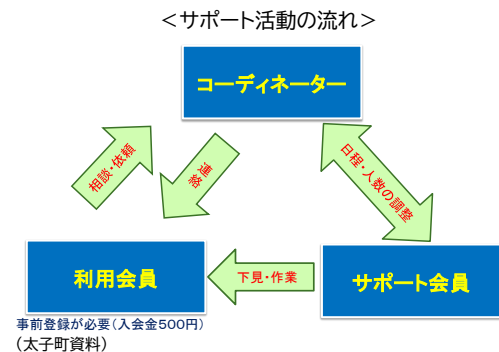 ＜サポート活動の流れ＞
コーディネーター
相談・依頼
連絡
日程・人数の調整
利用会員
下見・作業
サポート会員
事前登録が必要（入会金５００円）
（太子町資料）